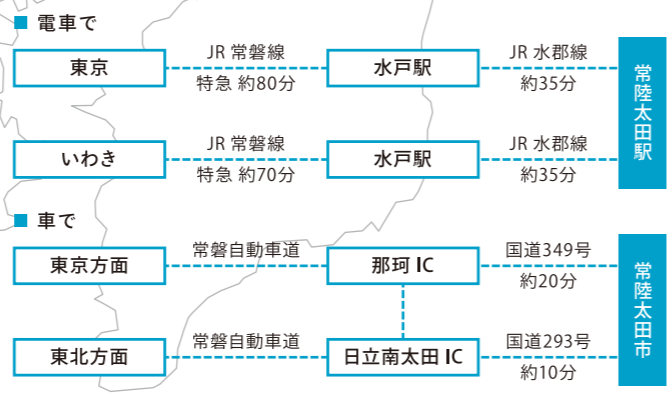 ■ 電車で
東京
JR 常磐線
特急 約80分
水戸駅
JR 水郡線
約35分
常陸太田駅
いわき
JR 常磐線
特急 約70分
水戸駅
JR 水郡線
約35分
■ 車で
東京方面
常磐自動車道
那珂 IC
国道349号
約20分
常陸太田市
東北方面
常磐自動車道
日立南太田 IC
国道293号
約10分